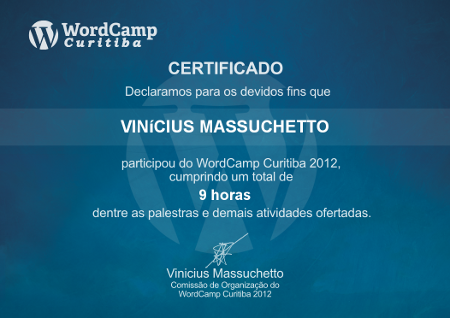 WordCamp
Curitiba
CERTIFICADO
Declaramos para os devidos fins que
VINíCIUS MASSUCHETTO
participou do WordCamp Curitiba 2012,
cumprindo um total de
9 horas
dentre as palestras e demais atividades ofertadas.
Vinicius Massuchetto
Comissão de Organização do
WordCamp Curitiba 2012